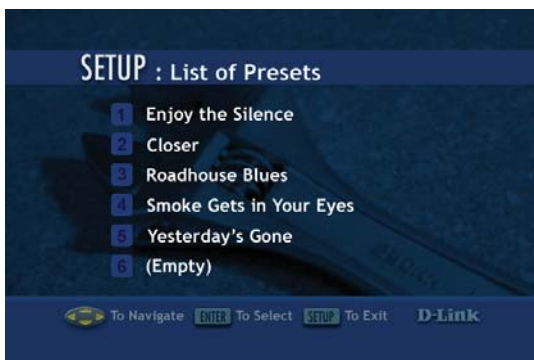 SETUP : List of Presets
1 Enjoy the Silence
2 Closer
3 Roadhouse Blues
4 Smoke Gets in Your Eyes
5 Yesterday's Gone
6 (Empty)
To Navigate ENTER To Select SETUP To Exit D-Link